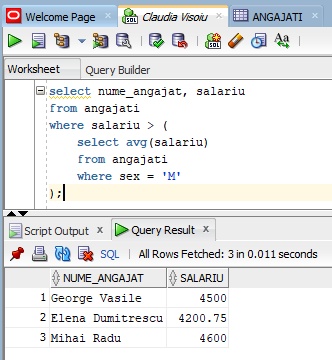 Welcome Page Claudia Visoiu ANGAJATI
SQL Aa
Worksheet Query Builder
select nume_angajat, salariu
from angajati
where salariu > (
select avg(salariu)
from angajati
where sex = 'M'
);
Script Output Query Result
SQL All Rows Fetched: 3 in 0.011 seconds
NUME_ANGAJAT SALARIU
1 George Vasile 4500
2 Elena Dumitrescu 4200.75
3 Mihai Radu 4600